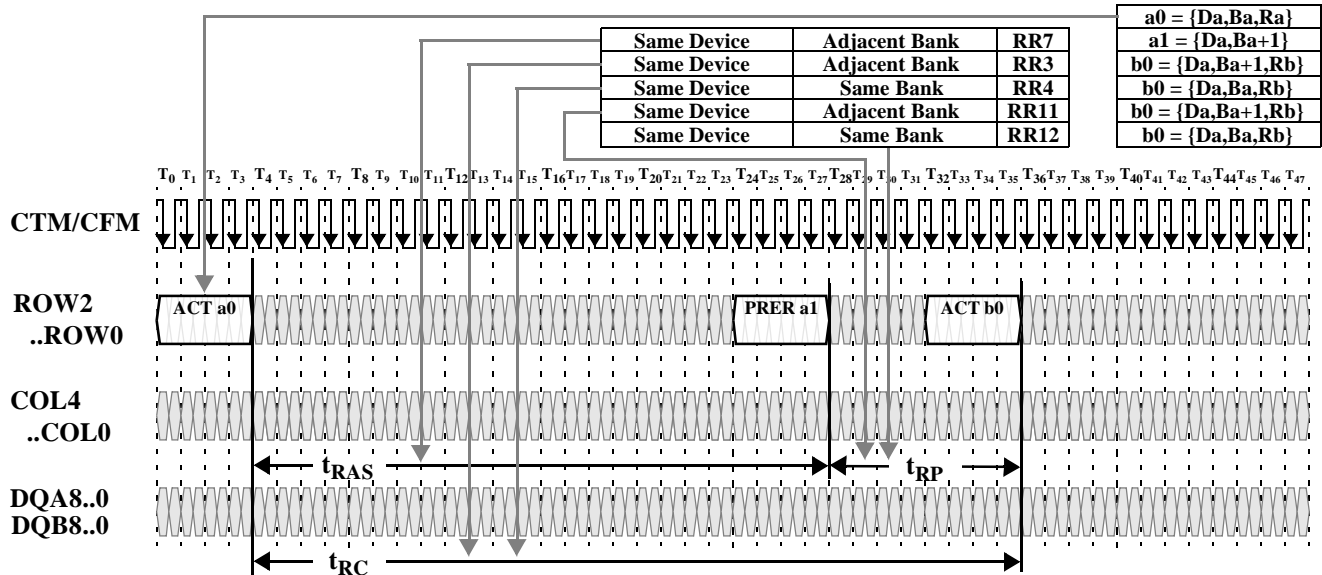 a0 = {Da,Ba,Ra}
Same Device Adjacent Bank RR7 a1 = {Da,Ba+1}
Same Device Adjacent Bank RR3 b0 = {Da,Ba+1,Rb}
Same Device Same Bank RR4 b0 = {Da,Ba,Rb}
Same Device Adjacent Bank RR11 b0 = {Da,Ba+1,Rb}
Same Device Same Bank RR12 b0 = {Da,Ba,Rb}
T0 T1 T2 T3 T4 T5 T6 T7 T8 T9 T10 T11 T12 T13 T14 T15 T16 T17 T18 T19 T20 T21 T22 T23 T24 T25 T26 T27 T28 T29 T30 T31 T32 T33 T34 T35 T36 T37 T38 T39 T40 T41 T42 T43 T44 T45 T46 T47
CTM/CFM
ROW2
..ROW0
ACT a0 PRER a1 ACT b0
COL4
..COL0
tRAS tRP
DQA8..0
DQB8..0
tRC